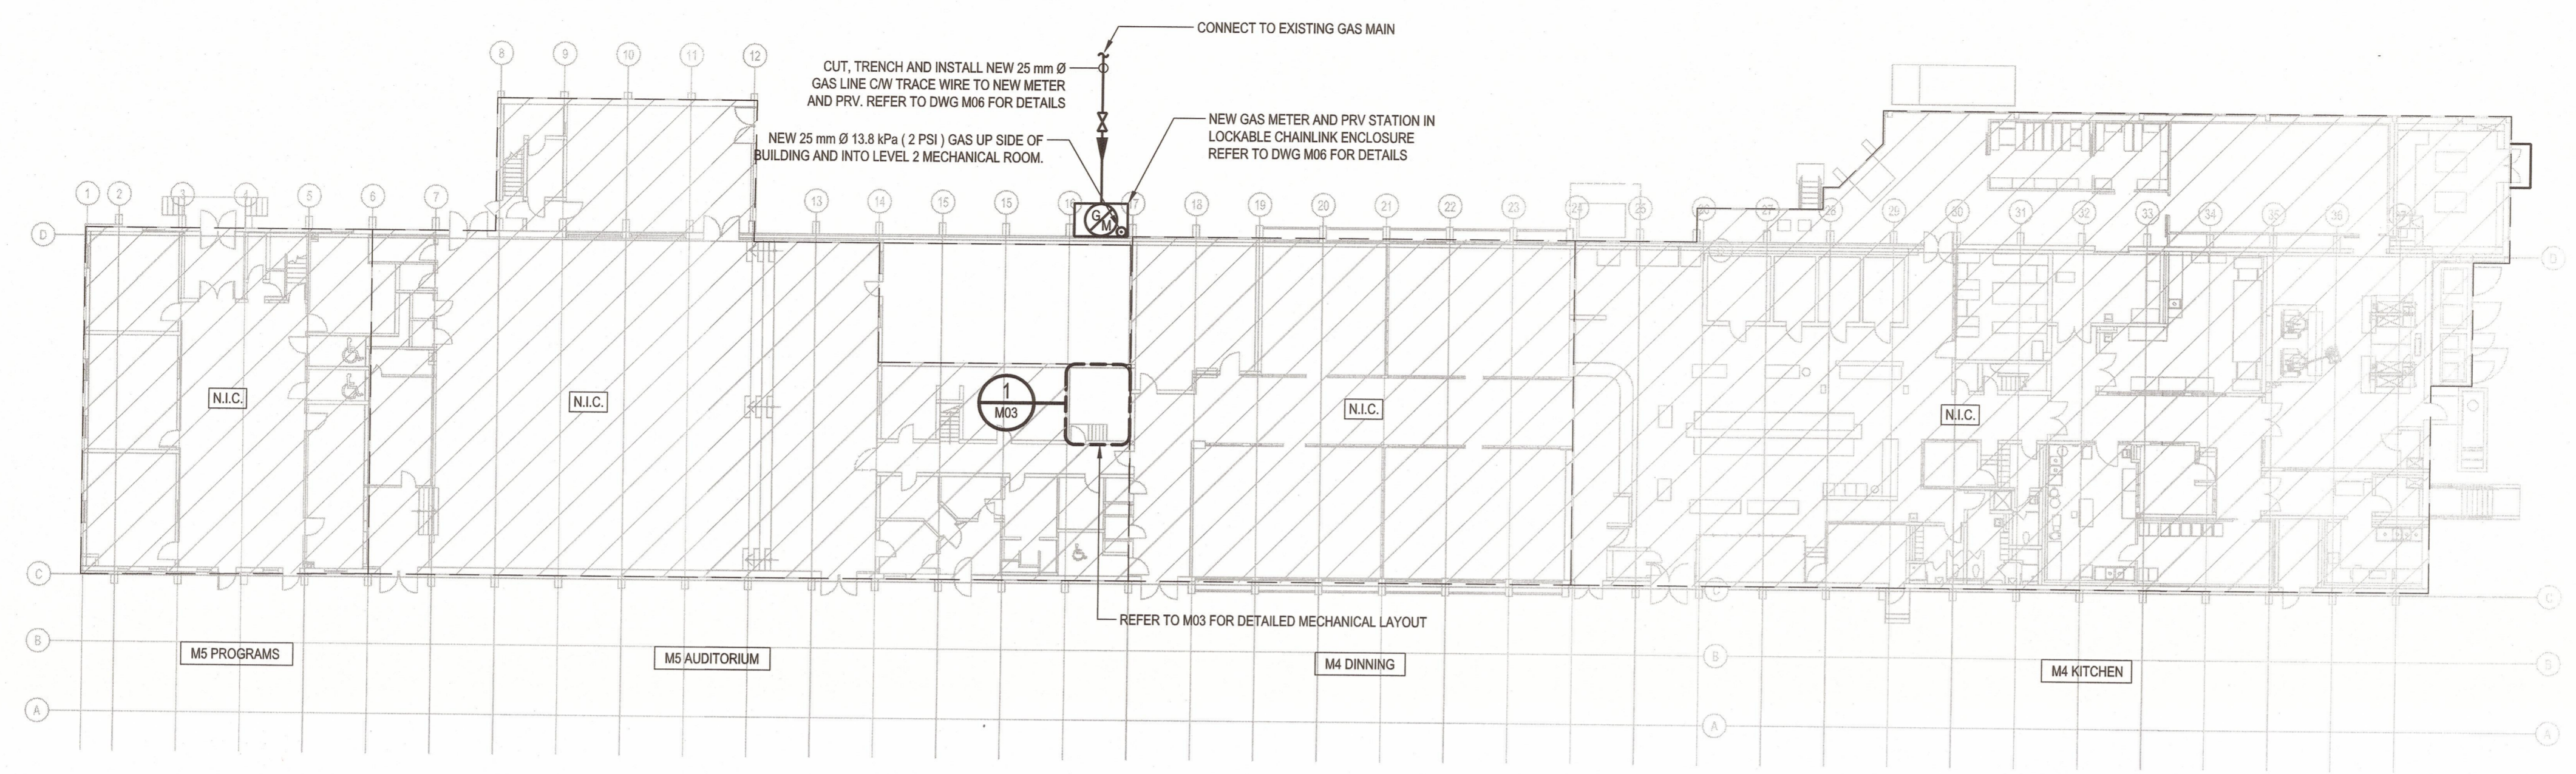 CONNECT TO EXISTING GAS MAIN
CUT, TRENCH AND INSTALL NEW 25 mm Ø
GAS LINE C/W TRACE WIRE TO NEW METER
AND PRV. REFER TO DWG M06 FOR DETAILS
NEW 25 mm Ø 13.8 kPa ( 2 PSI ) GAS UP SIDE OF
BUILDING AND INTO LEVEL 2 MECHANICAL ROOM.
NEW GAS METER AND PRV STATION IN
LOCKABLE CHAINLINK ENCLOSURE
REFER TO DWG M06 FOR DETAILS
8 9 10 11 12
1 2 3 4 5 6 7
13 14 15 15 16 17 18 19 20 21 22 23 24 25 26 27 28 29 30 31 32 33 34 35 36 37
G
M
D
D
D
N.I.C.
N.I.C.
1
M03
N.I.C.
N.I.C.
C
C
C
REFER TO M03 FOR DETAILED MECHANICAL LAYOUT
B
B
B
M5 PROGRAMS
M5 AUDITORIUM
M4 DINNING
M4 KITCHEN
A
A
A